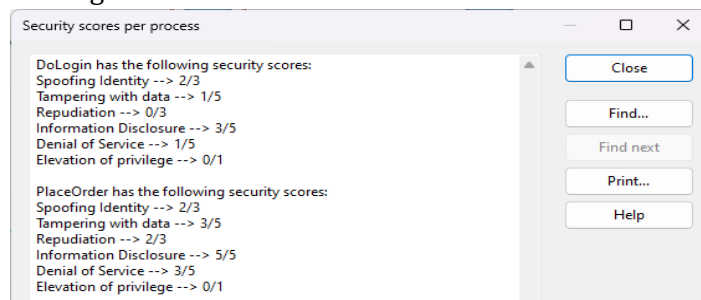 Security scores per process
DoLogin has the following security scores:
Spoofing Identity --> 2/3
Tampering with data --> 1/5
Repudiation --> 0/3
Information Disclosure --> 3/5
Denial of Service --> 1/5
Elevation of privilege --> 0/1
PlaceOrder has the following security scores:
Spoofing Identity --> 2/3
Tampering with data --> 3/5
Repudiation --> 2/3
Information Disclosure --> 5/5
Denial of Service --> 3/5
Elevation of privilege --> 0/1
Close
Find...
Find next
Print...
Help